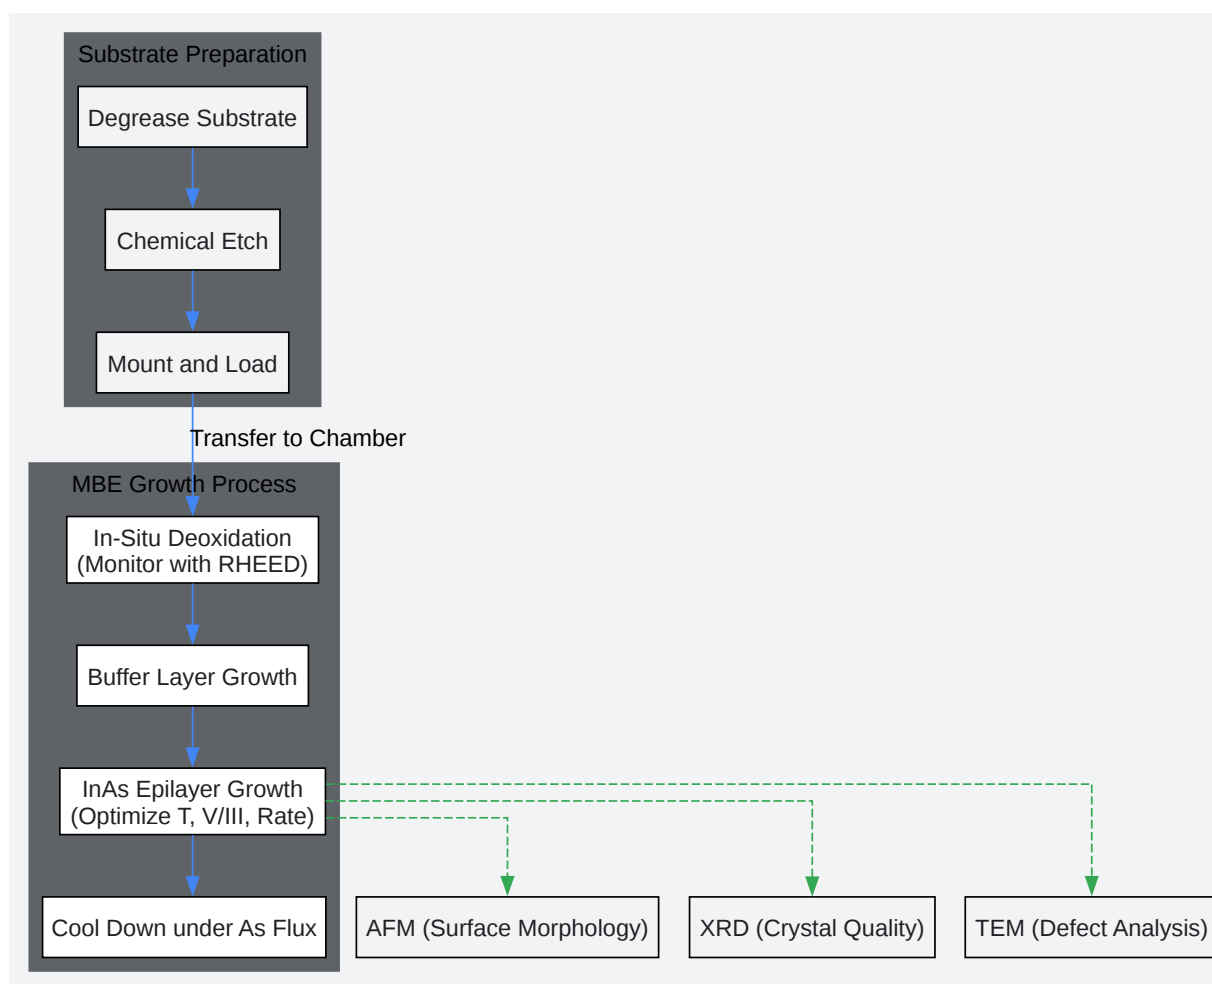 Substrate Preparation
Degrease Substrate
Chemical Etch
Mount and Load
Transfer to Chamber
MBE Growth Process
In-Situ Deoxidation
(Monitor with RHEED)
Buffer Layer Growth
InAs Epilayer Growth
(Optimize T, V/III, Rate)
Cool Down under As Flux
AFM (Surface Morphology)
XRD (Crystal Quality)
TEM (Defect Analysis)